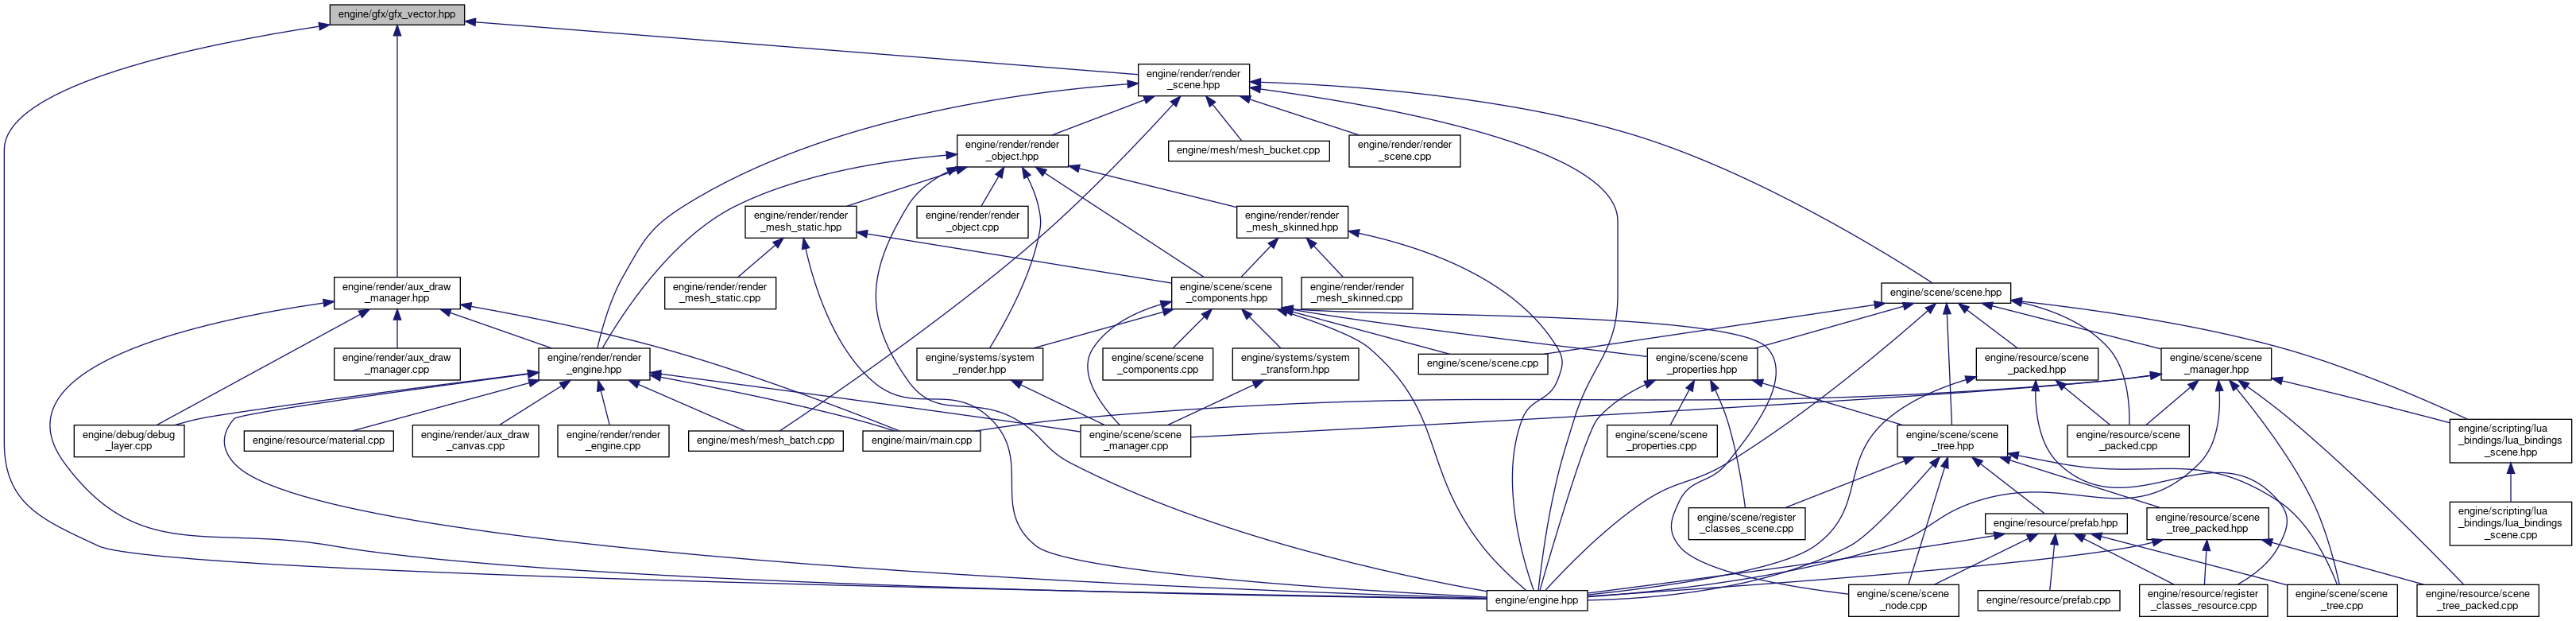 engine/gfx/gfx_vector.hpp
engine/render/render
_scene.hpp
engine/render/render
_object.hpp
engine/mesh/mesh_bucket.cpp
engine/render/render
_scene.cpp
engine/render/render
_mesh_static.hpp
engine/render/render
_object.cpp
engine/render/render
_mesh_skinned.hpp
engine/render/aux_draw
_manager.hpp
engine/render/render
_mesh_static.cpp
engine/scene/scene
_components.hpp
engine/render/render
_mesh_skinned.cpp
engine/scene/scene.hpp
engine/render/aux_draw
_manager.cpp
engine/render/render
_engine.hpp
engine/systems/system
_render.hpp
engine/scene/scene
_components.cpp
engine/systems/system
_transform.hpp
engine/scene/scene.cpp
engine/scene/scene
_properties.hpp
engine/resource/scene
_packed.hpp
engine/scene/scene
_manager.hpp
engine/debug/debug
_layer.cpp
engine/resource/material.cpp
engine/render/aux_draw
_canvas.cpp
engine/render/render
_engine.cpp
engine/mesh/mesh_batch.cpp
engine/main/main.cpp
engine/scene/scene
_manager.cpp
engine/scene/scene
_properties.cpp
engine/scene/scene
_tree.hpp
engine/resource/scene
_packed.cpp
engine/scripting/lua
_bindings/lua_bindings
_scene.hpp
engine/scene/register
_classes_scene.cpp
engine/resource/prefab.hpp
engine/resource/scene
_tree_packed.hpp
engine/scripting/lua
_bindings/lua_bindings
_scene.cpp
engine/engine.hpp
engine/scene/scene
_node.cpp
engine/resource/prefab.cpp
engine/resource/register
_classes_resource.cpp
engine/scene/scene
_tree.cpp
engine/resource/scene
_tree_packed.cpp